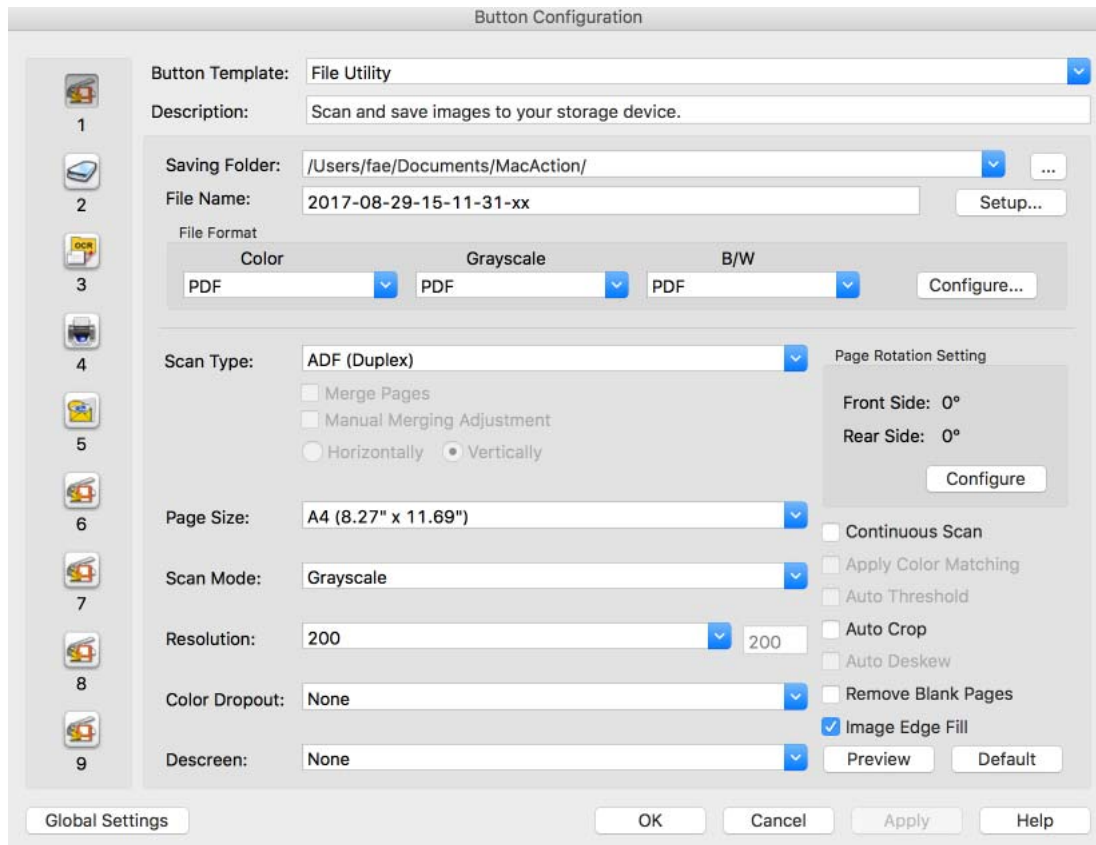 Button Configuration
1
2
OCR
3
4
5
6
7
8
9
Button Template: File Utility
Description: Scan and save images to your storage device.
Saving Folder: /Users/fae/Documents/MacAction/ ...
File Name: 2017-08-29-15-11-31-xx Setup...
File Format
Color Grayscale B/W
PDF PDF PDF Configure...
Scan Type: ADF (Duplex)
Merge Pages
Manual Merging Adjustment
Horizontally Vertically
Page Size: A4 (8.27" x 11.69")
Scan Mode: Grayscale
Resolution: 200 200
Color Dropout: None
Descreen: None
Page Rotation Setting
Front Side: 0°
Rear Side: 0°
Configure
Continuous Scan
Apply Color Matching
Auto Threshold
Auto Crop
Auto Deskew
Remove Blank Pages
Image Edge Fill
Preview Default
Global Settings OK Cancel Apply Help